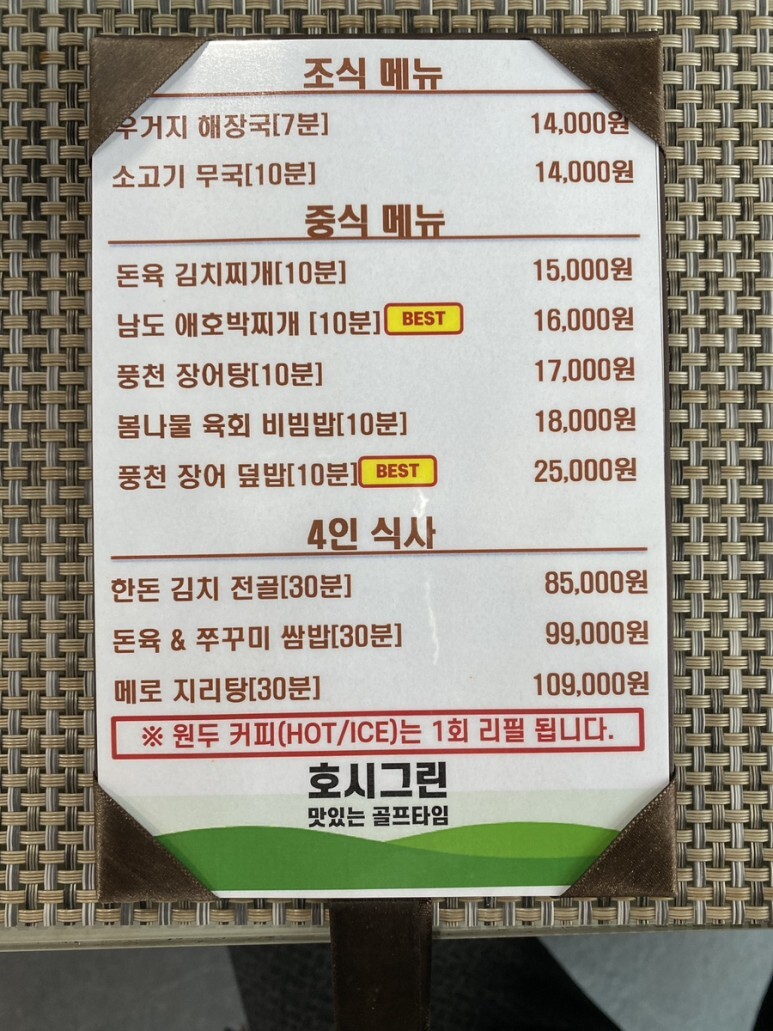 조식 메뉴
우거지 해장국[7분] 14,000원
소고기 무국[10분] 14,000원
중식 메뉴
돈육 김치찌개[10분] 15,000원
남도 애호박찌개 [10분] BEST 16,000원
풍천 장어탕[10분] 17,000원
봄나물 육회 비빔밥[10분] 18,000원
풍천 장어 덮밥[10분] BEST 25,000원
4인 식사
한돈 김치 전골[30분] 85,000원
돈육 & 쭈꾸미 쌈밥[30분] 99,000원
메로 지리탕[30분] 109,000원
※ 원두 커피(HOT/ICE)는 1회 리필 됩니다.
호시그린
맛있는 골프타임